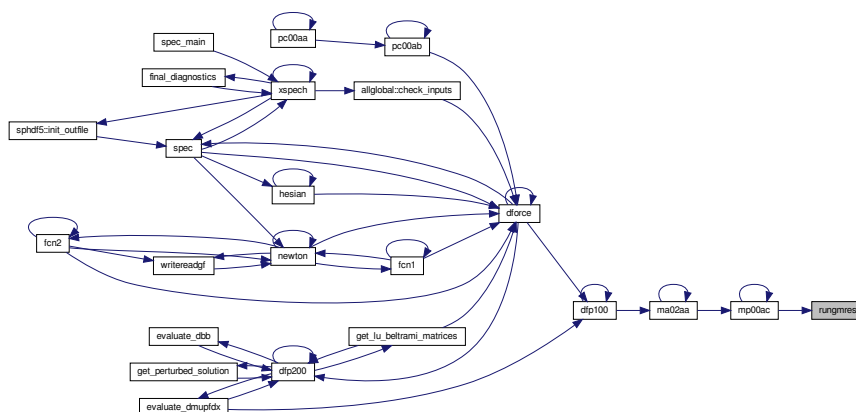 pc00aa
pc00ab
spec_main
final_diagnostics
xspech
allglobal::check_inputs
sphdf5::init_outfile
spec
hesian
dforce
fcn2
newton
writereadgf
fcn1
dfp100
ma02aa
mp00ac
rungmres
evaluate_dbb
get_lu_beltrami_matrices
get_perturbed_solution
dfp200
evaluate_dmupfdx